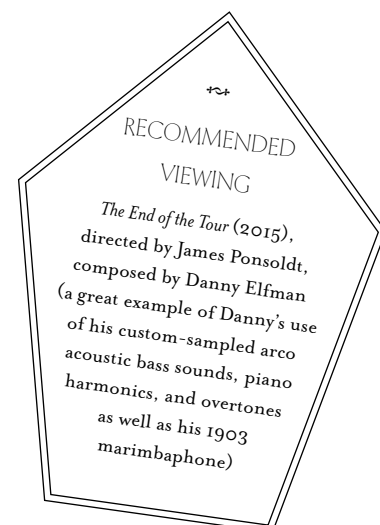 RECOMMENDED
VIEWING
The End of the Tour (2015),
directed by James Ponsoldt,
composed by Danny Elfman
(a great example of Danny’s use
of his custom-sampled arco
acoustic bass sounds, piano
harmonics, and overtones
as well as his 1903
marimbaphone)